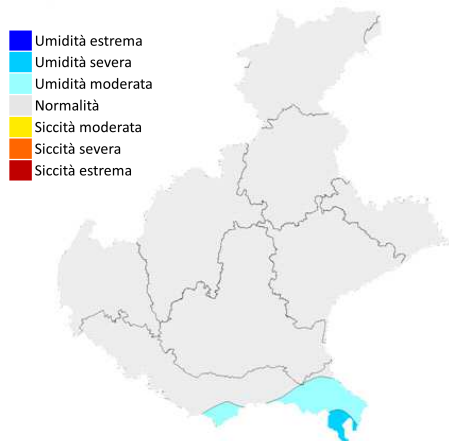 Umidità estrema
Umidità severa
Umidità moderata
Normalità
Siccità moderata
Siccità severa
Siccità estrema